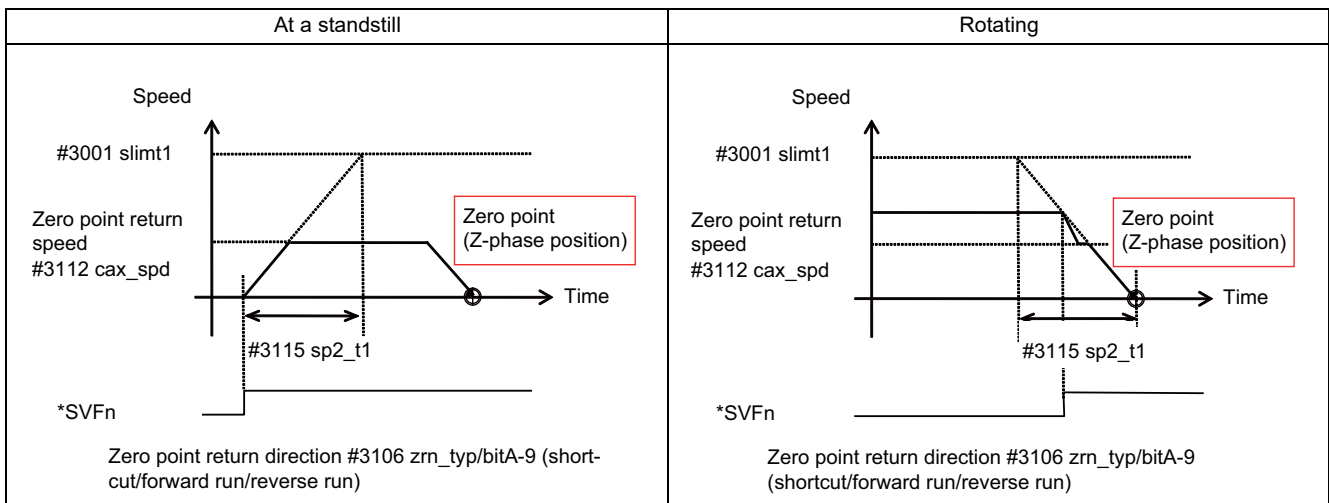 At a standstill
Speed
#3001 slimt1
Zero point return
speed
#3112 cax_spd
Zero point
(Z-phase position)
Time
#3115 sp2_t1
*SVFn
Zero point return direction #3106 zrn_typ/bitA-9 (short-
cut/forward run/reverse run)
Rotating
Speed
#3001 slimt1
Zero point return
speed
#3112 cax_spd
Zero point
(Z-phase position)
Time
#3115 sp2_t1
*SVFn
Zero point return direction #3106 zrn_typ/bitA-9
(shortcut/forward run/reverse run)